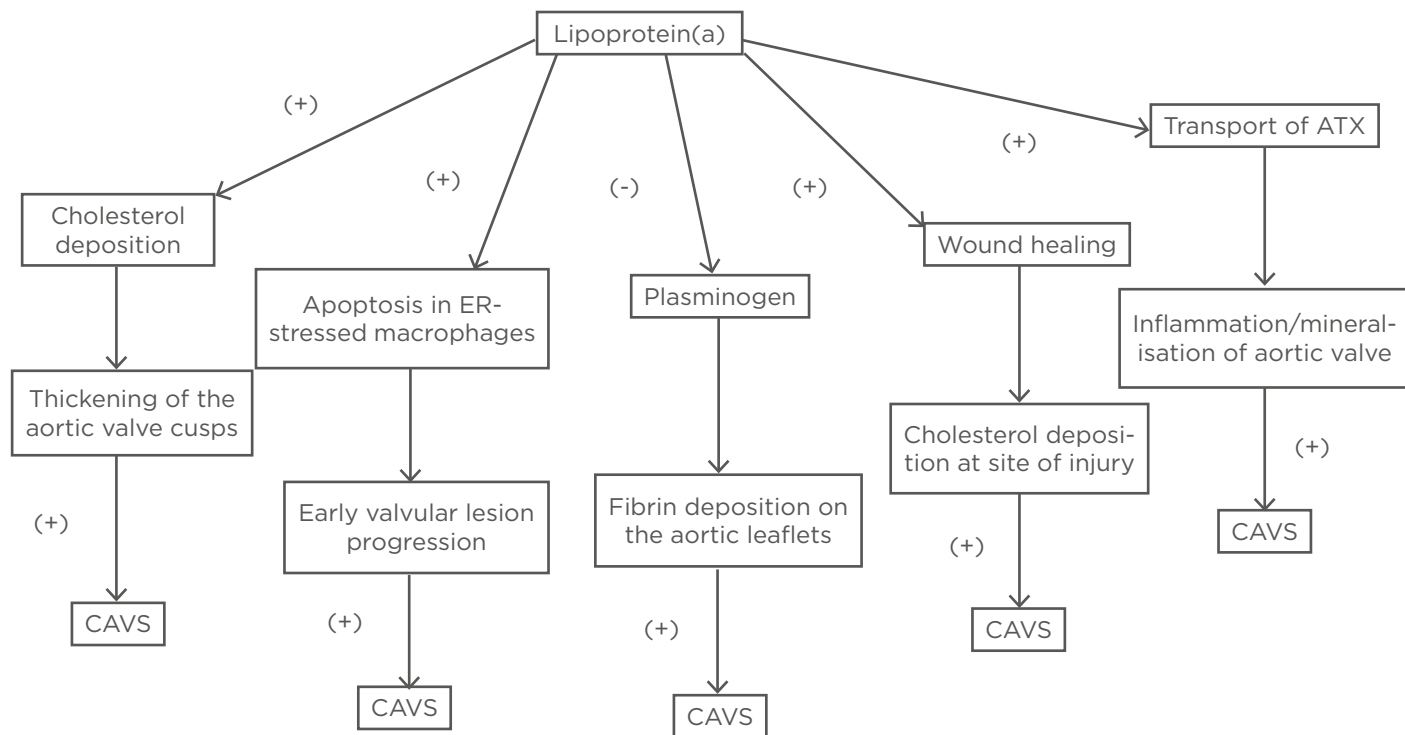 Lipoprotein(a)
(+)
(+)
(-)
(+)
(+)
Transport of ATX
Cholesterol
deposition
Wound healing
Apoptosis in ER-
stressed macrophages
Plasminogen
Inflammation/mineral-
isation of aortic valve
Thickening of the
aortic valve cusps
Cholesterol deposi-
tion at site of injury
(+)
Early valvular lesion
progression
Fibrin deposition on
the aortic leaflets
CAVS
(+)
(+)
CAVS
(+)
(+)
CAVS
CAVS
CAVS